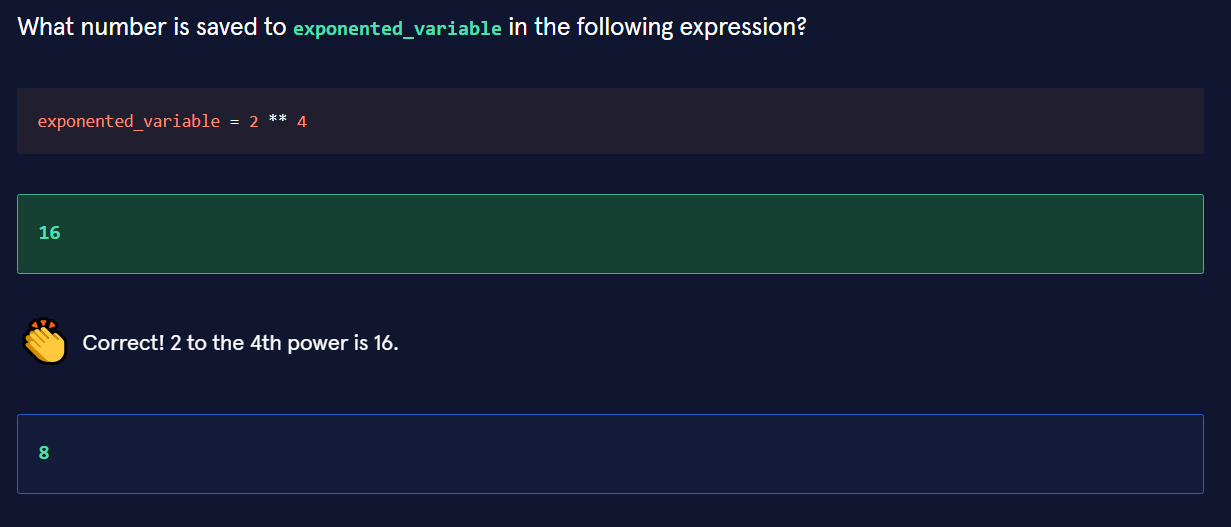 What number is saved to exponented_variable in the following expression?
exponented_variable = 2 ** 4
16
Correct! 2 to the 4th power is 16.
8